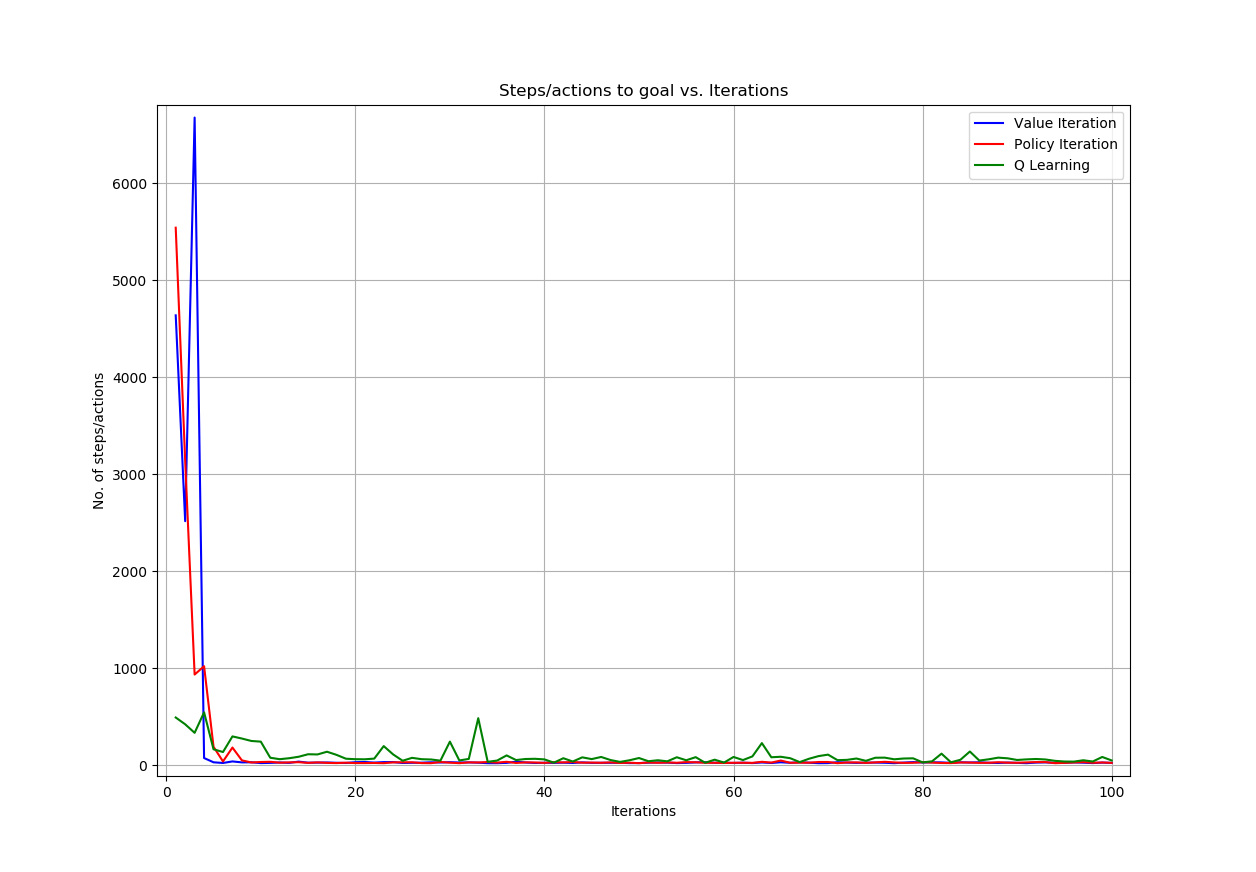 Steps/actions to goal vs. Iterations
Value Iteration
Policy Iteration
Q Learning
6000
5000
4000
3000
2000
1000
0
No. of steps/actions
0 20 40 60 80 100
Iterations